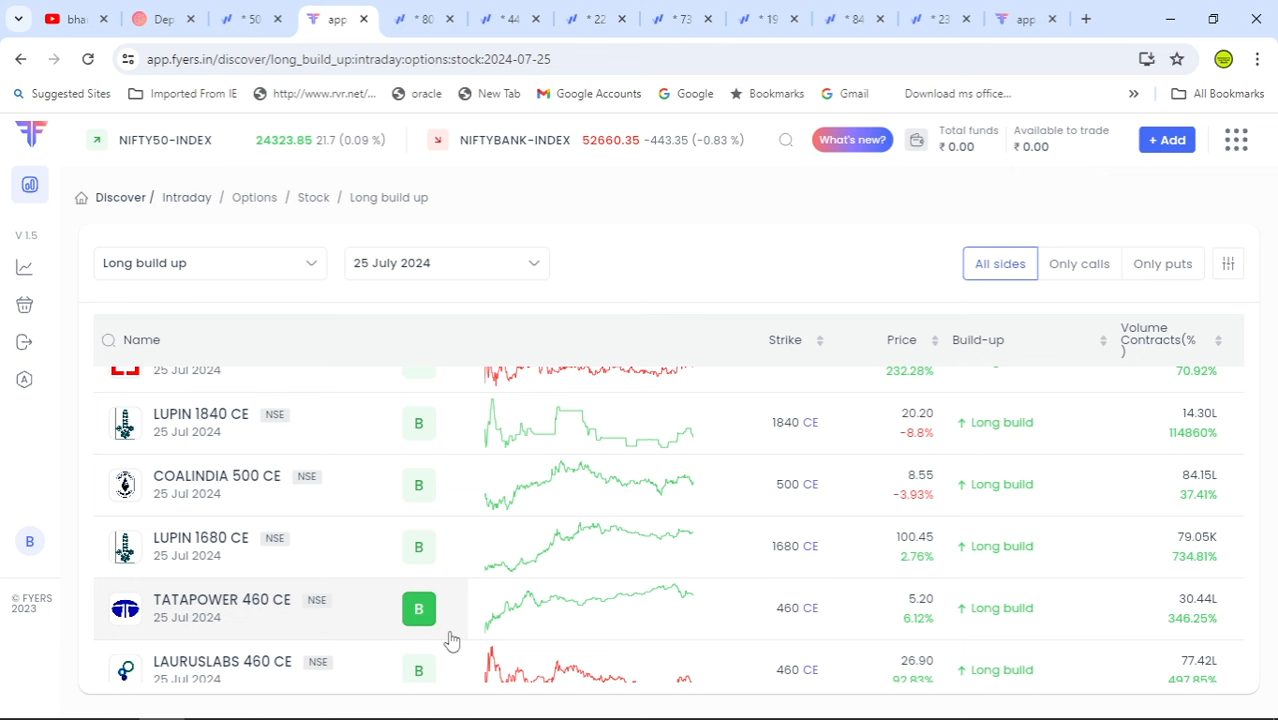 bhai
Dep
* 50
app
* 80
* 44
* 22
* 73
* 19
* 84
* 23
app
app.fyers.in/discover/long_build_up:intraday:options:stock:2024-07-25
Suggested Sites
Imported From IE
http://www.rvr.net/...
oracle
New Tab
Google Accounts
Google
Bookmarks
Gmail
Download ms office...
All Bookmarks
NIFTY50-INDEX 24323.85 21.7 (0.09 %)
NIFTYBANK-INDEX 52660.35 -443.35 (-0.83 %)
What's new?
Total funds
₹ 0.00
Available to trade
₹ 0.00
+ Add
Discover / Intraday / Options / Stock / Long build up
V 1.5
Long build up
25 July 2024
All sides
Only calls
Only puts
Name
Strike
Price
Build-up
Volume
Contracts(%
)
25 Jul 2024
232.28%
70.92%
LUPIN 1840 CE NSE
25 Jul 2024
B
1840 CE
20.20
-8.8%
Long build
14.30L
114860%
COALINDIA 500 CE NSE
25 Jul 2024
B
500 CE
8.55
-3.93%
Long build
84.15L
37.41%
LUPIN 1680 CE NSE
25 Jul 2024
B
1680 CE
100.45
2.76%
Long build
79.05K
734.81%
TATAPOWER 460 CE NSE
25 Jul 2024
B
460 CE
5.20
6.12%
Long build
30.44L
346.25%
LAURUSLABS 460 CE NSE
25 Jul 2024
B
460 CE
26.90
92.83%
Long build
77.42L
497.85%
B
© FYERS
2023